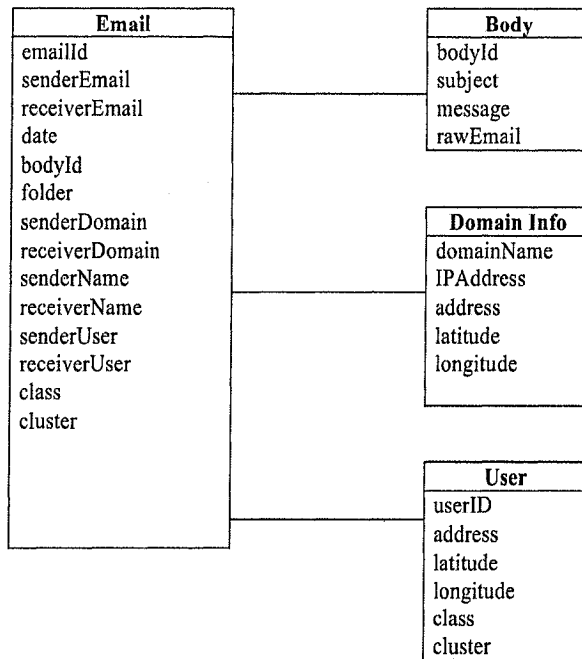 Email
emailId
senderEmail
receiverEmail
date
bodyId
folder
senderDomain
receiverDomain
senderName
receiverName
senderUser
receiverUser
class
cluster
Body
bodyId
subject
message
rawEmail
Domain Info
domainName
IPAddress
address
latitude
longitude
User
userID
address
latitude
longitude
class
cluster